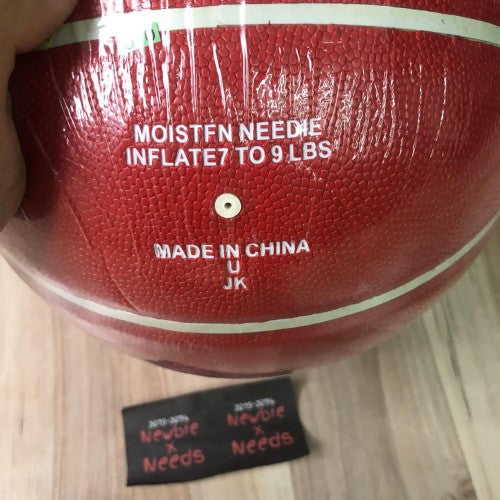 MOISTFN NEEDIE
INFLATE7 TO 9 LBS
MADE IN CHINA
U
JK
Newbie
x
Needs
Newbie
x
Needs